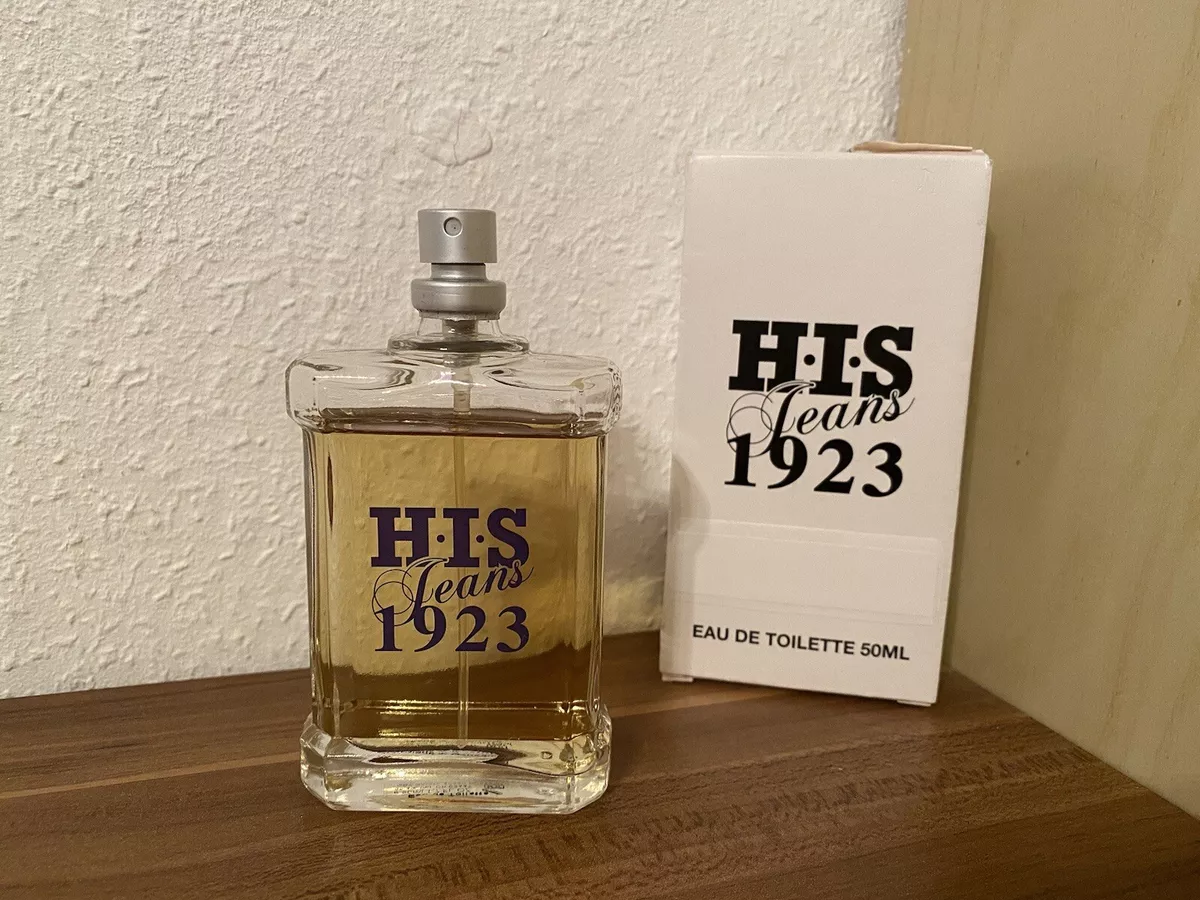 H·I·S
Jeans
1923
H·I·S
Jeans
1923
EAU DE TOILETTE 50ML